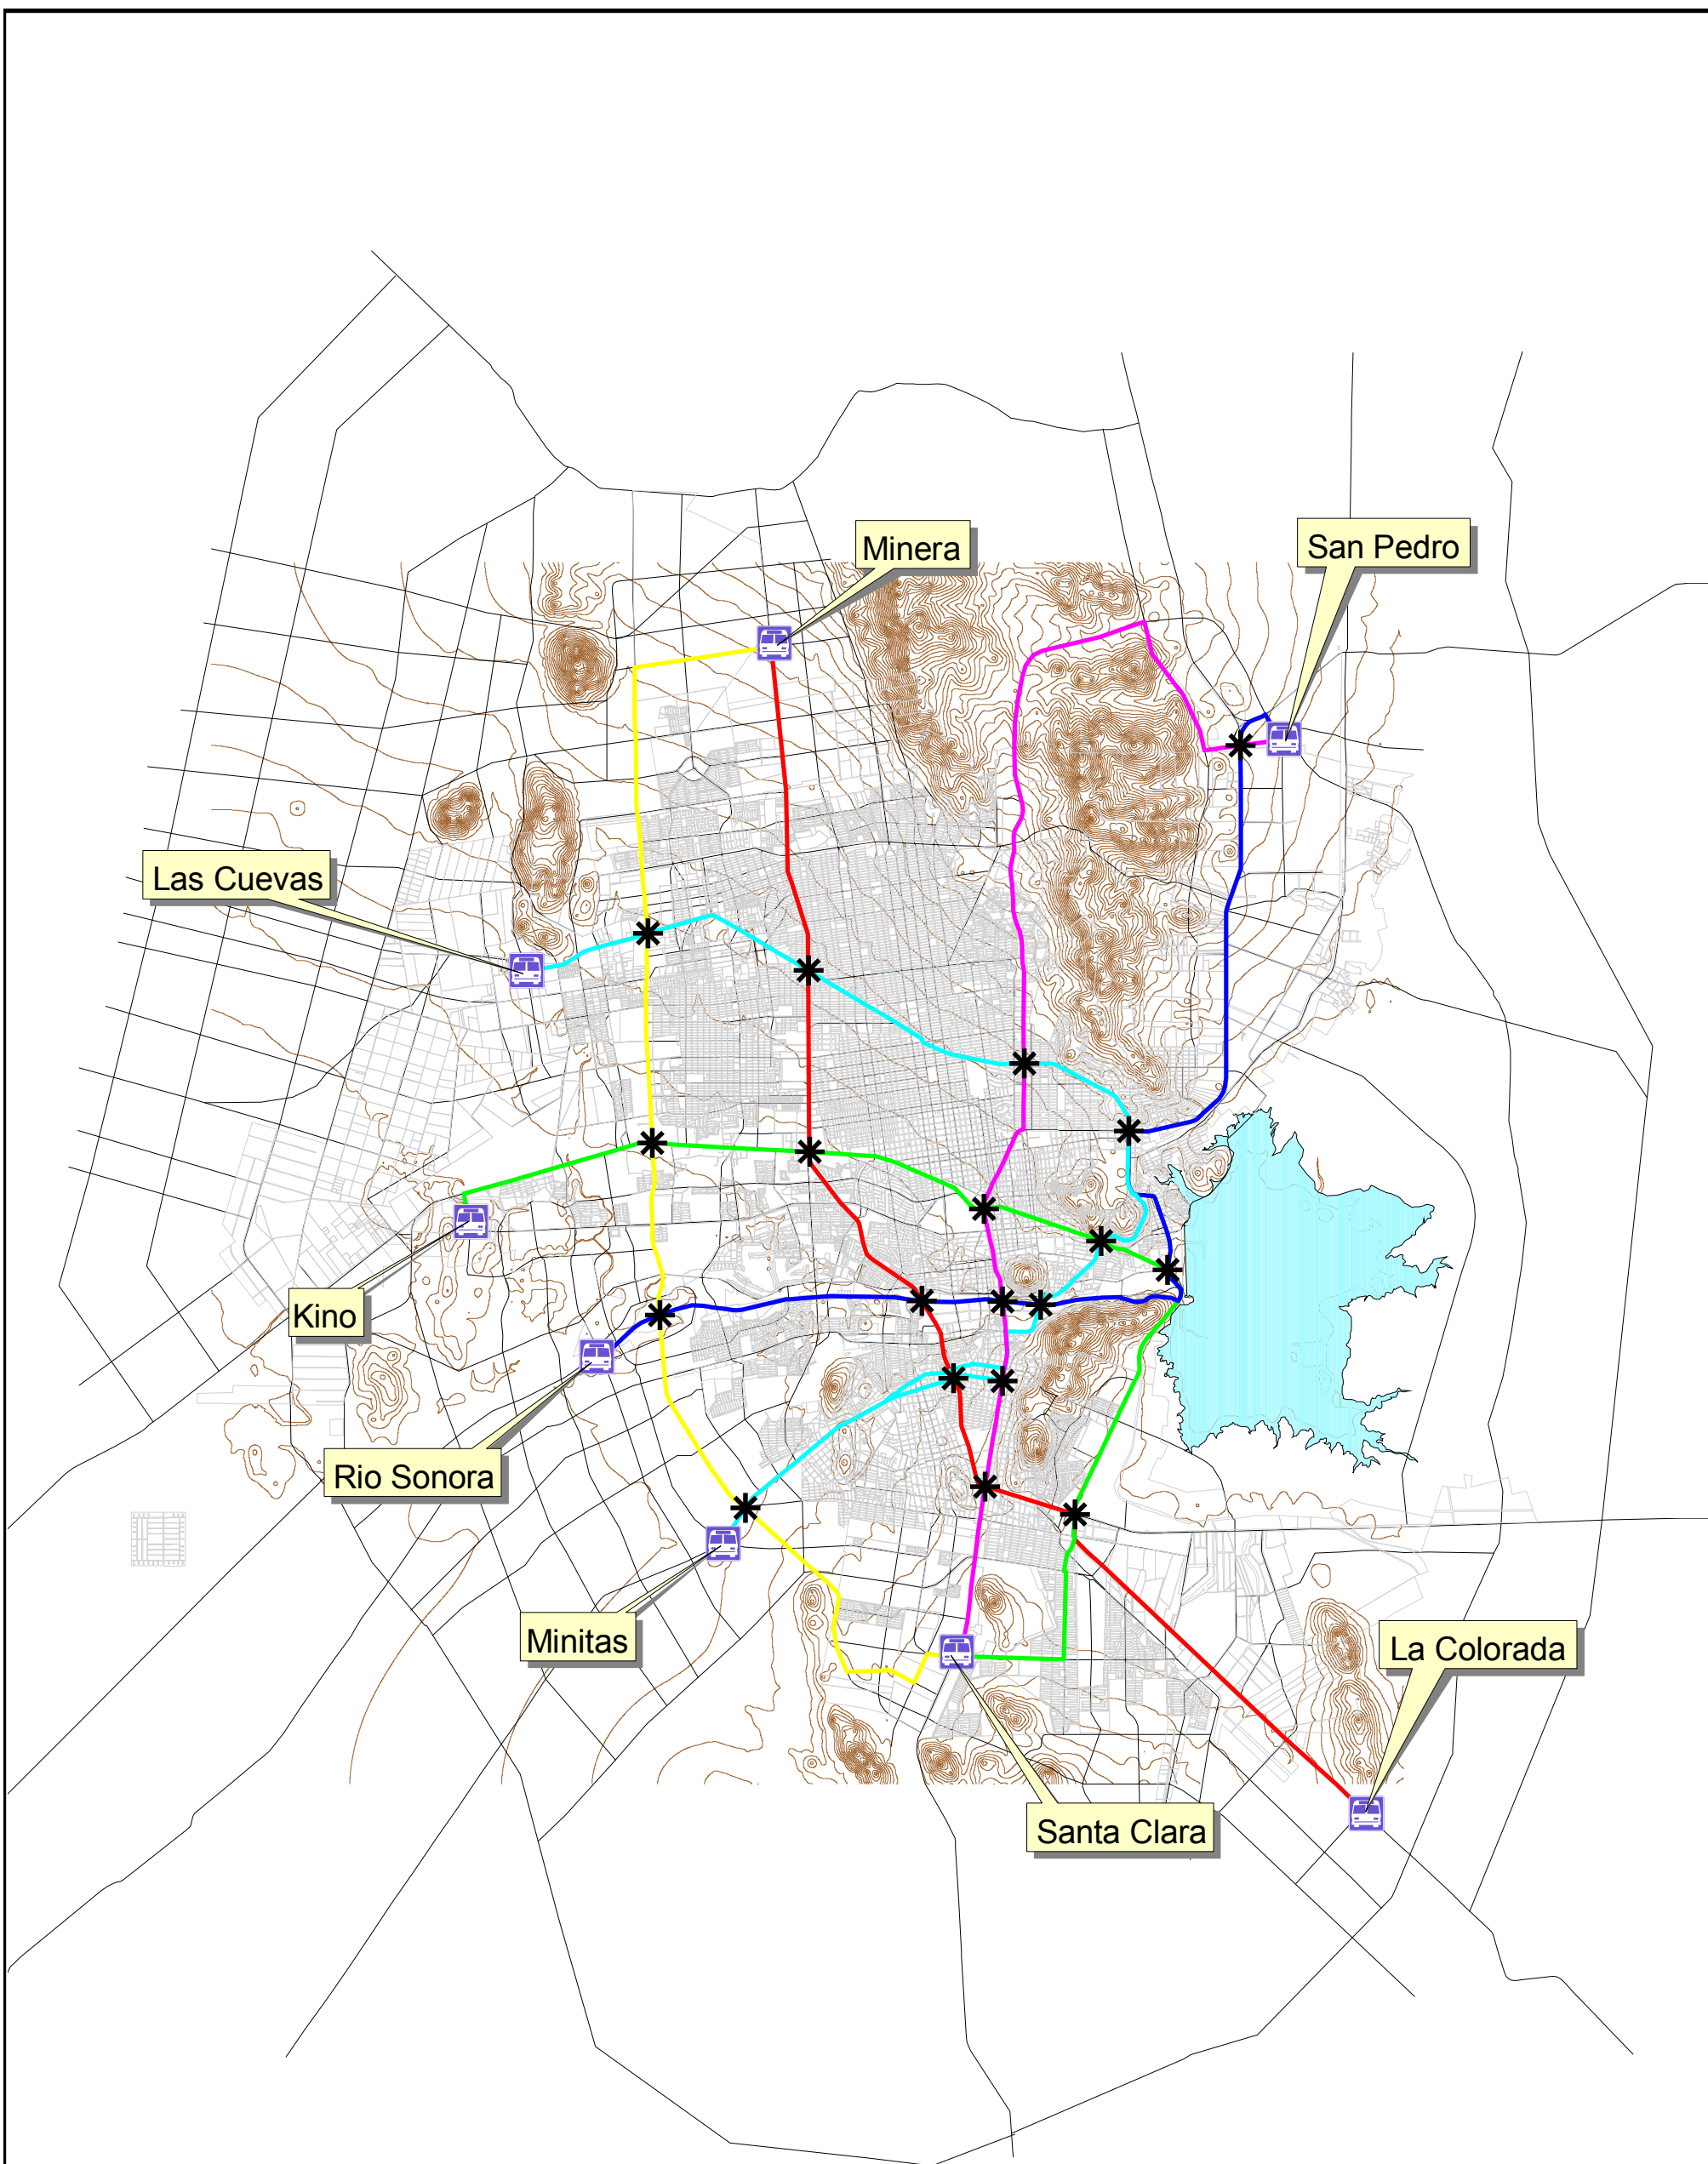 Minera
San Pedro
Las Cuevas
Kino
Rio Sonora
Minitas
La Colorada
Santa Clara